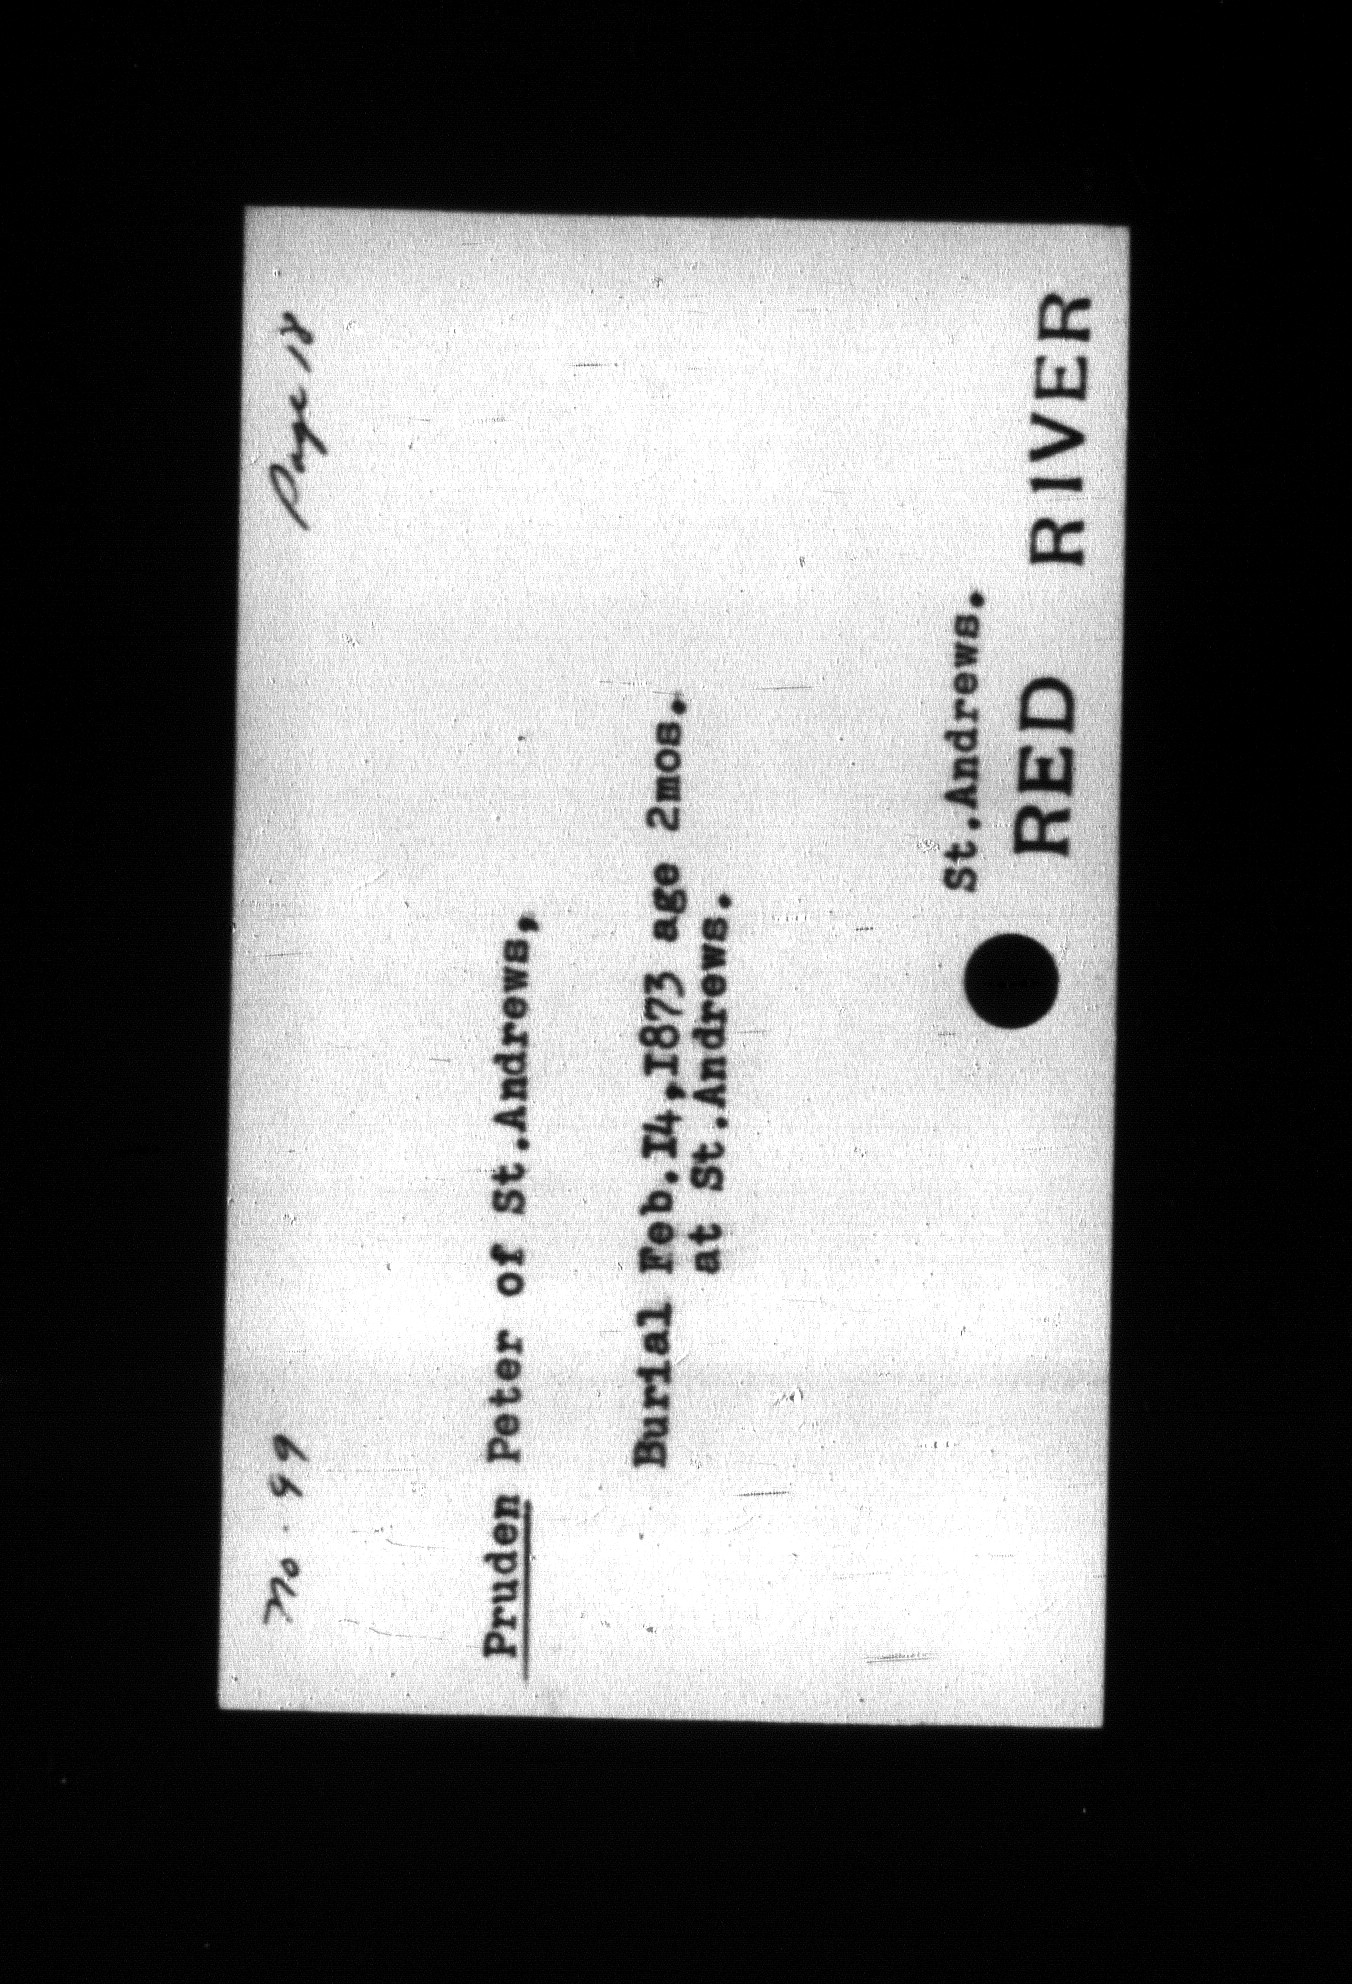 No. 99
Page 18
Pruden Peter of St.Andrews,
Burial Feb.14,1873 age 2mos.
at St.Andrews.
St.Andrews.
RED RIVER